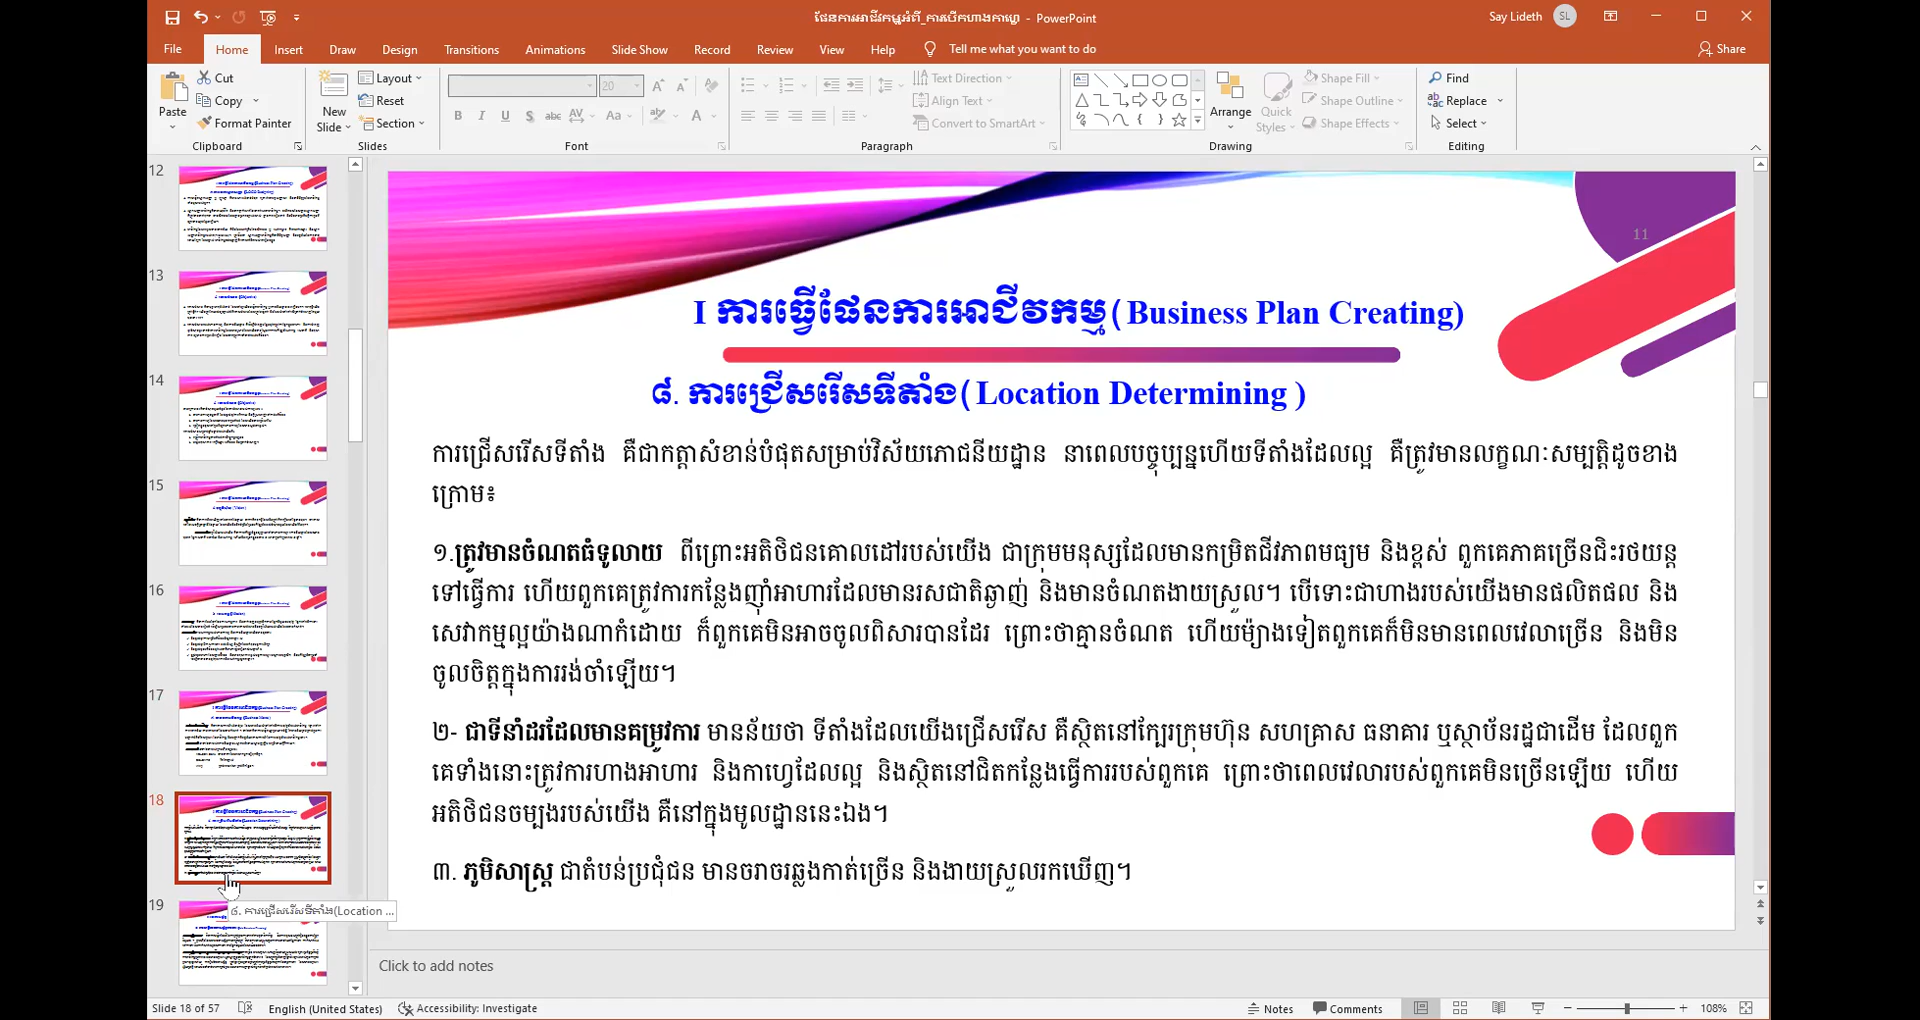 ផែនការអាជីវកម្មអំពី_ការបើកហាងកាហ្វេ - PowerPoint
Say Lideth
SL
File Home Insert Draw Design Transitions Animations Slide Show Record Review View Help Tell me what you want to do
Share
Paste
Cut
Copy
Format Painter
Clipboard
New Slide
Layout
Reset
Section
Slides
20
Font
Text Direction
Align Text
Convert to SmartArt
Paragraph
Arrange
Quick Styles
Shape Fill
Shape Outline
Shape Effects
Drawing
Find
Replace
Select
Editing
12
13
14
15
16
17
18
19
៨. ការជ្រើសរើសទីតាំង(Location ...
11
I ការធ្វើផែនការអាជីវកម្ម(Business Plan Creating)
៨. ការជ្រើសរើសទីតាំង( Location Determining )
ការជ្រើសរើសទីតាំង គឺជាកត្តាសំខាន់បំផុតសម្រាប់វិស័យភោជនីយដ្ឋាន នាពេលបច្ចុប្បន្នហើយទីតាំងដែលល្អ គឺត្រូវមានលក្ខណៈសម្បត្តិដូចខាង
ក្រោម៖
១.ត្រូវមានចំណតធំទូលាយ ពីព្រោះអតិថិជនគោលដៅរបស់យើង ជាក្រុមមនុស្សដែលមានកម្រិតជីវភាពមធ្យម និងខ្ពស់ ពួកគេភាគច្រើនជិះរថយន្ត
ទៅធ្វើការ ហើយពួកគេត្រូវការកន្លែងញ៉ាំអាហារដែលមានរសជាតិឆ្ងាញ់ និងមានចំណតងាយស្រួល។ បើទោះជាហាងរបស់យើងមានផលិតផល និង
សេវាកម្មល្អយ៉ាងណាក៏ដោយ ក៏ពួកគេមិនអាចចូលពិសារបានដែរ ព្រោះថាគ្មានចំណត ហើយម៉្យាងទៀតពួកគេក៏មិនមានពេលវេលាច្រើន និងមិន
ចូលចិត្តក្នុងការរង់ចាំឡើយ។
២- ជាទីនាំដរដែលមានតម្រូវការ មានន័យថា ទីតាំងដែលយើងជ្រើសរើស គឺស្ថិតនៅក្បែរក្រុមហ៊ុន សហគ្រាស ធនាគារ ឬស្ថាប័នរដ្ឋជាដើម ដែលពួក
គេទាំងនោះត្រូវការហាងអាហារ និងកាហ្វេដែលល្អ និងស្ថិតនៅជិតកន្លែងធ្វើការរបស់ពួកគេ ព្រោះថាពេលវេលារបស់ពួកគេមិនច្រើនឡើយ ហើយ
អតិថិជនចម្បងរបស់យើង គឺនៅក្នុងមូលដ្ឋាននេះឯង។
៣. ភូមិសាស្ត្រ ជាតំបន់ប្រជុំជន មានចរាចរឆ្លងកាត់ច្រើន និងងាយស្រួលរកឃើញ។
Click to add notes
Slide 18 of 57
English (United States)
Accessibility: Investigate
Notes
Comments
108%